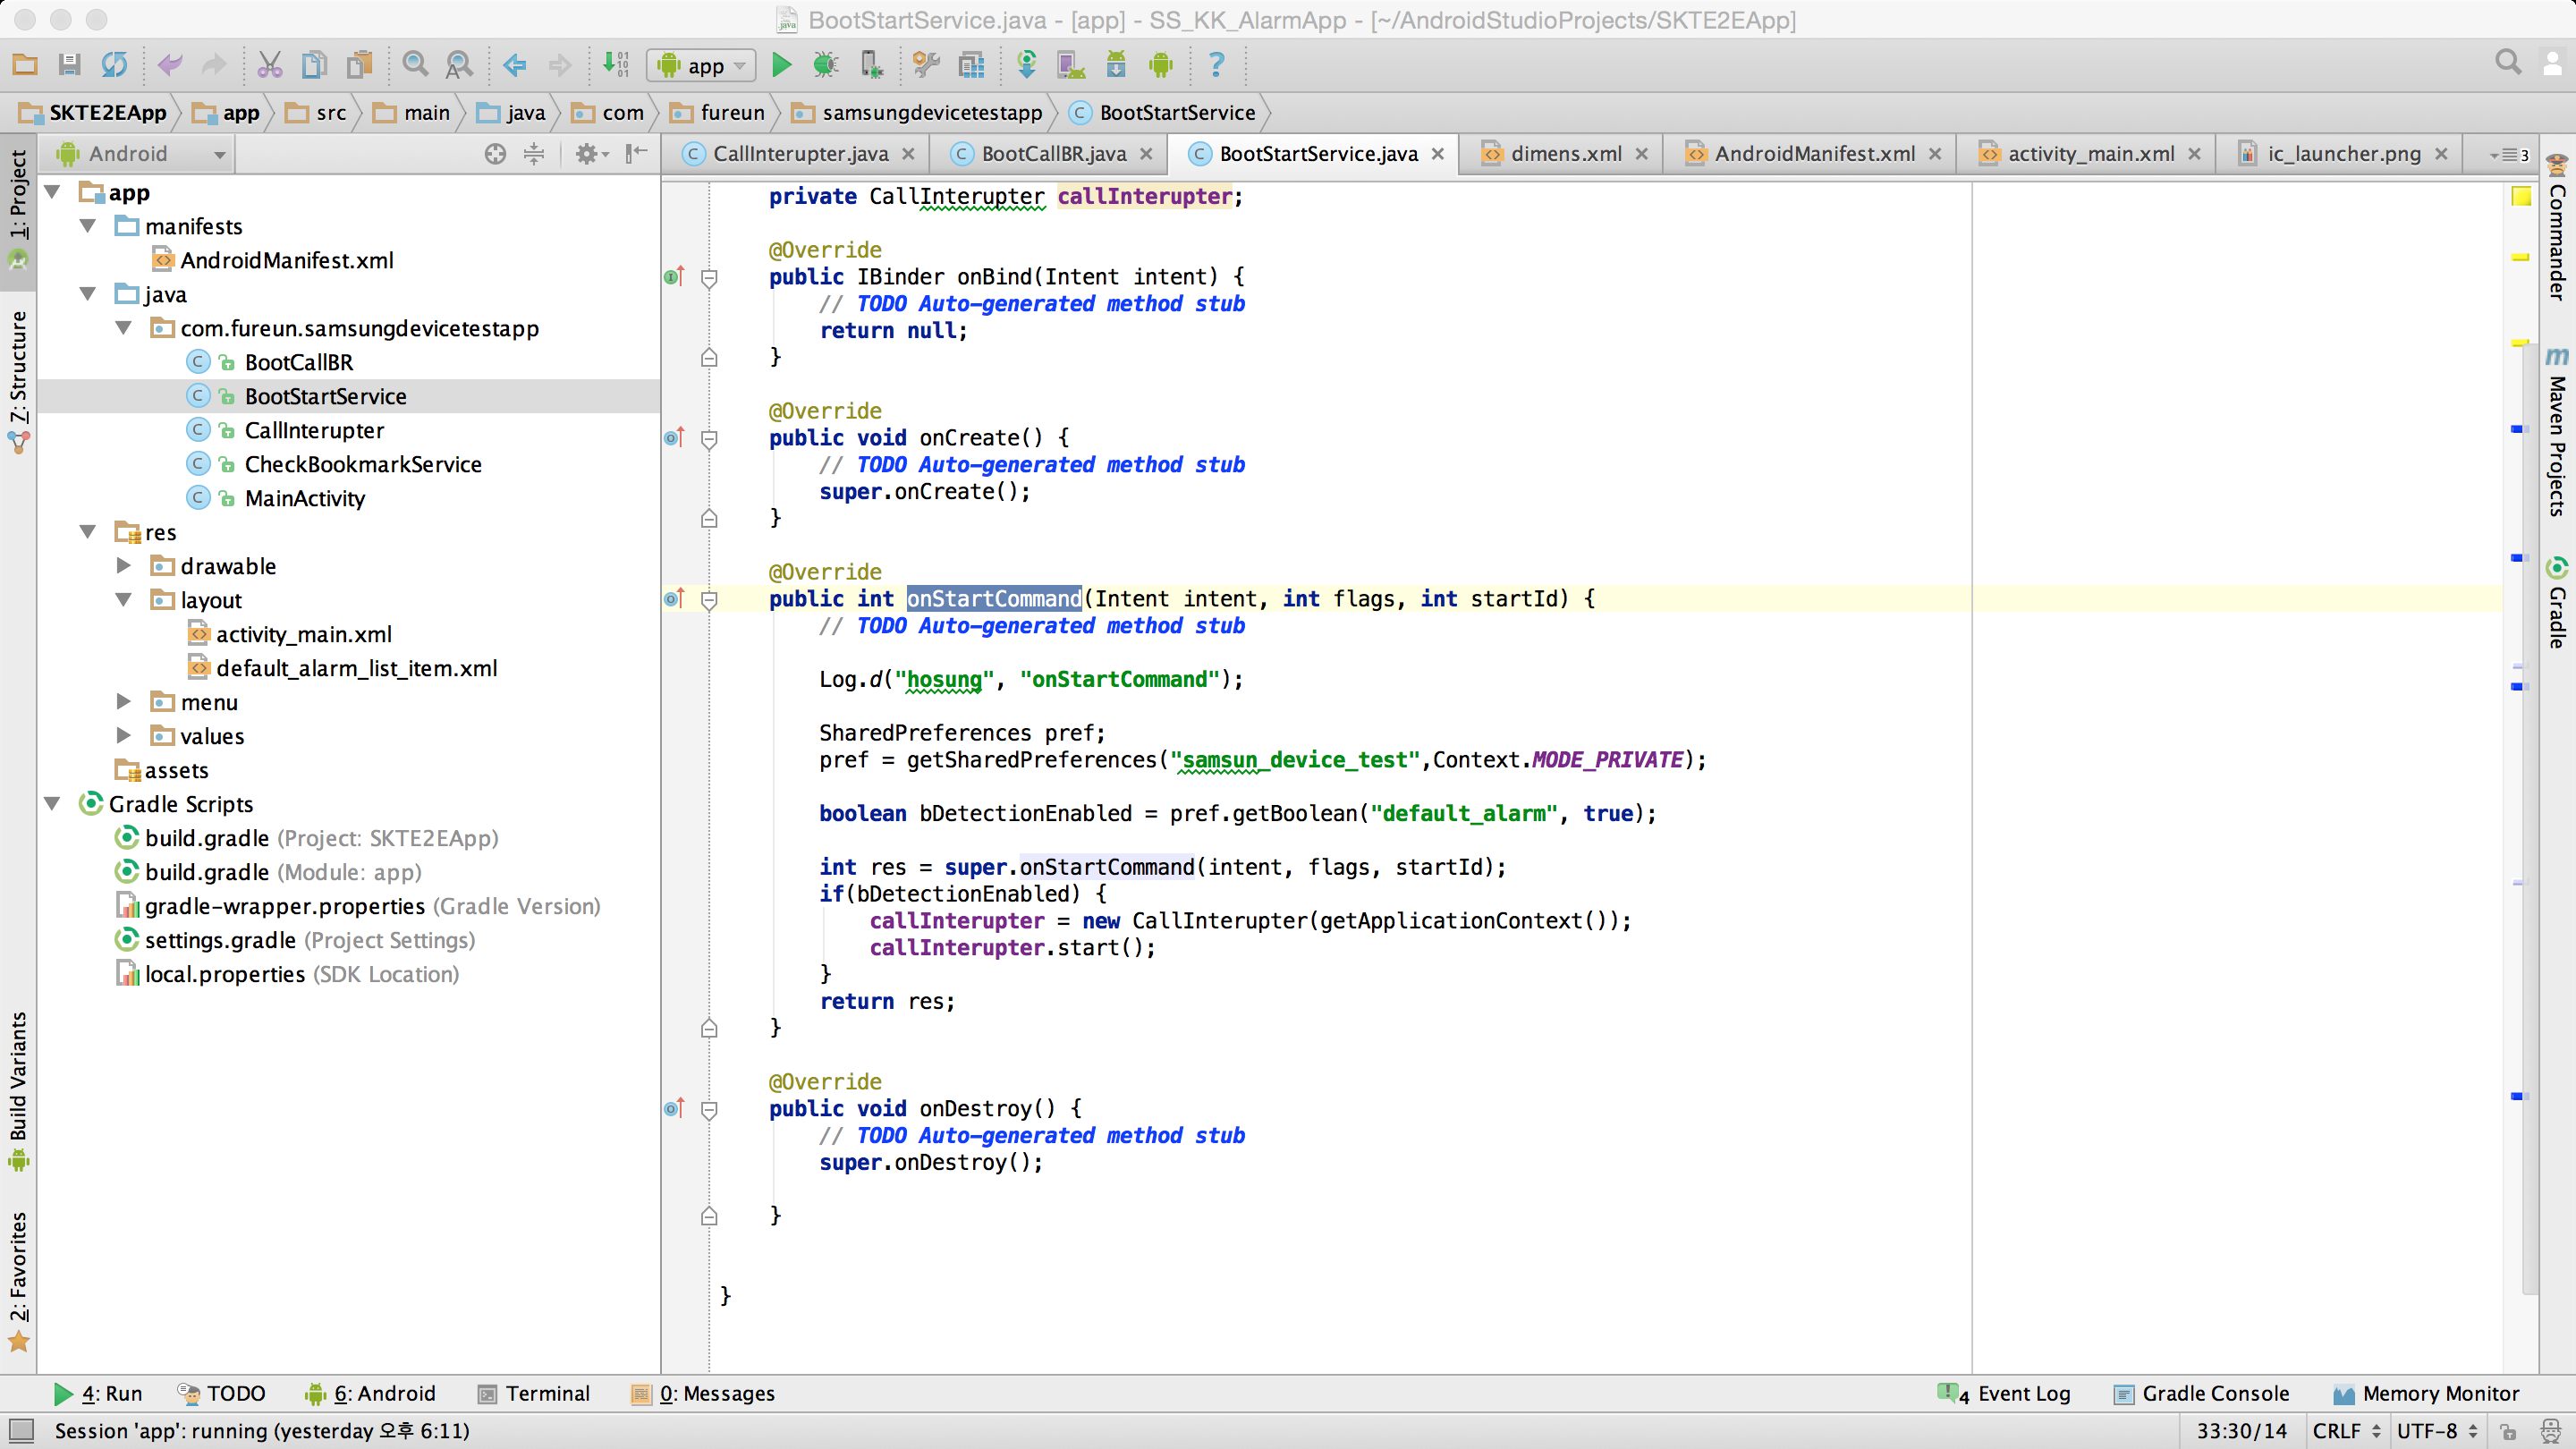 BootStartService.java - [app] - SS_KK_AlarmApp - [~/AndroidStudioProjects/SKTE2EApp]
app
SKTE2EApp app src main java com fureun samsungdevicetestapp BootStartService
Android
CallInterupter.java BootCallBR.java BootStartService.java dimens.xml AndroidManifest.xml activity_main.xml ic_launcher.png 3
1: Project
Z: Structure
Build Variants
2: Favorites
app
manifests
AndroidManifest.xml
java
com.fureun.samsungdevicetestapp
BootCallBR
BootStartService
CallInterupter
CheckBookmarkService
MainActivity
res
drawable
layout
activity_main.xml
default_alarm_list_item.xml
menu
values
assets
Gradle Scripts
build.gradle (Project: SKTE2EApp)
build.gradle (Module: app)
gradle-wrapper.properties (Gradle Version)
settings.gradle (Project Settings)
local.properties (SDK Location)
private CallInterupter callInterupter;
@Override
public IBinder onBind(Intent intent) {
// TODO Auto-generated method stub
return null;
}
@Override
public void onCreate() {
// TODO Auto-generated method stub
super.onCreate();
}
@Override
public int onStartCommand(Intent intent, int flags, int startId) {
// TODO Auto-generated method stub
Log.d("hosung", "onStartCommand");
SharedPreferences pref;
pref = getSharedPreferences("samsun_device_test",Context.MODE_PRIVATE);
boolean bDetectionEnabled = pref.getBoolean("default_alarm", true);
int res = super.onStartCommand(intent, flags, startId);
if(bDetectionEnabled) {
callInterupter = new CallInterupter(getApplicationContext());
callInterupter.start();
}
return res;
}
@Override
public void onDestroy() {
// TODO Auto-generated method stub
super.onDestroy();
}
}
Commander
Maven Projects
Gradle
4: Run TODO 6: Android Terminal 0: Messages 4 Event Log Gradle Console Memory Monitor
Session 'app': running (yesterday 오후 6:11) 33:30/14 CRLF UTF-8